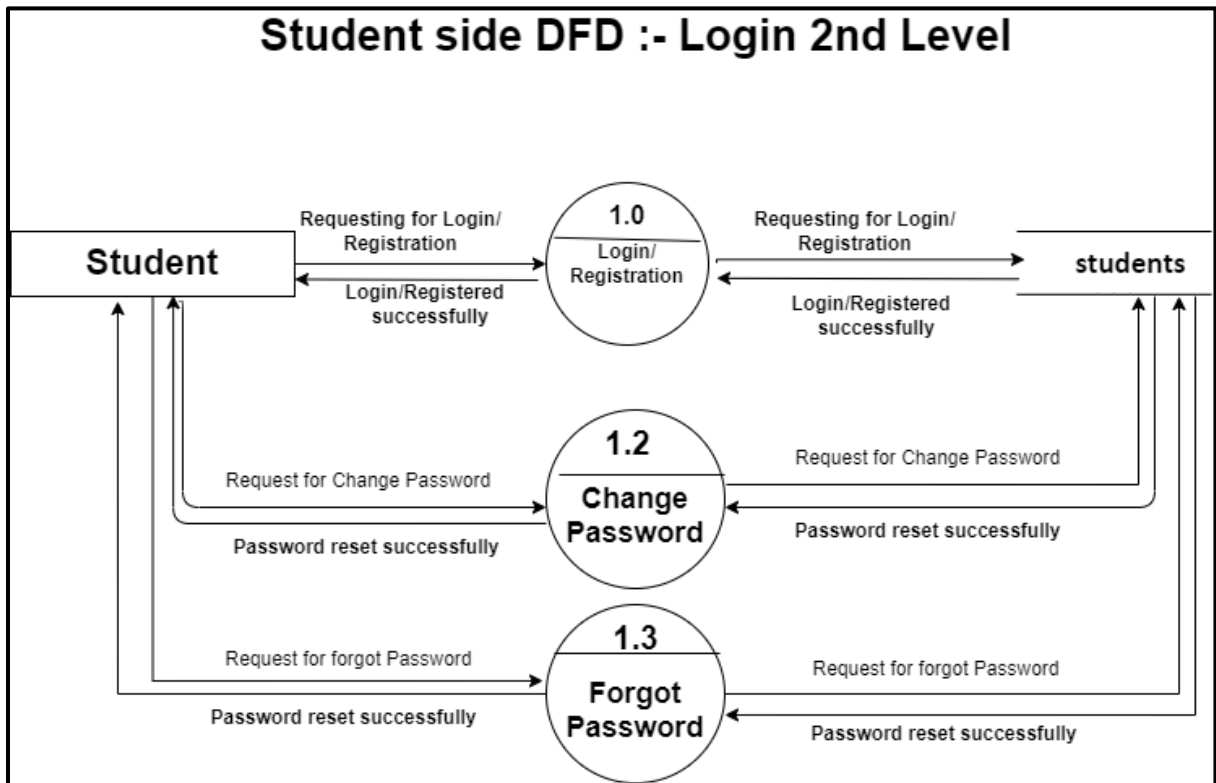 Student side DFD :- Login 2nd Level
Requesting for Login/
Registration
1.0
Login/
Registration
Requesting for Login/
Registration
Student
students
Login/Registered
successfully
Login/Registered
successfully
1.2
Change
Password
Request for Change Password
Request for Change Password
Password reset successfully
Password reset successfully
1.3
Forgot
Password
Request for forgot Password
Request for forgot Password
Password reset successfully
Password reset successfully